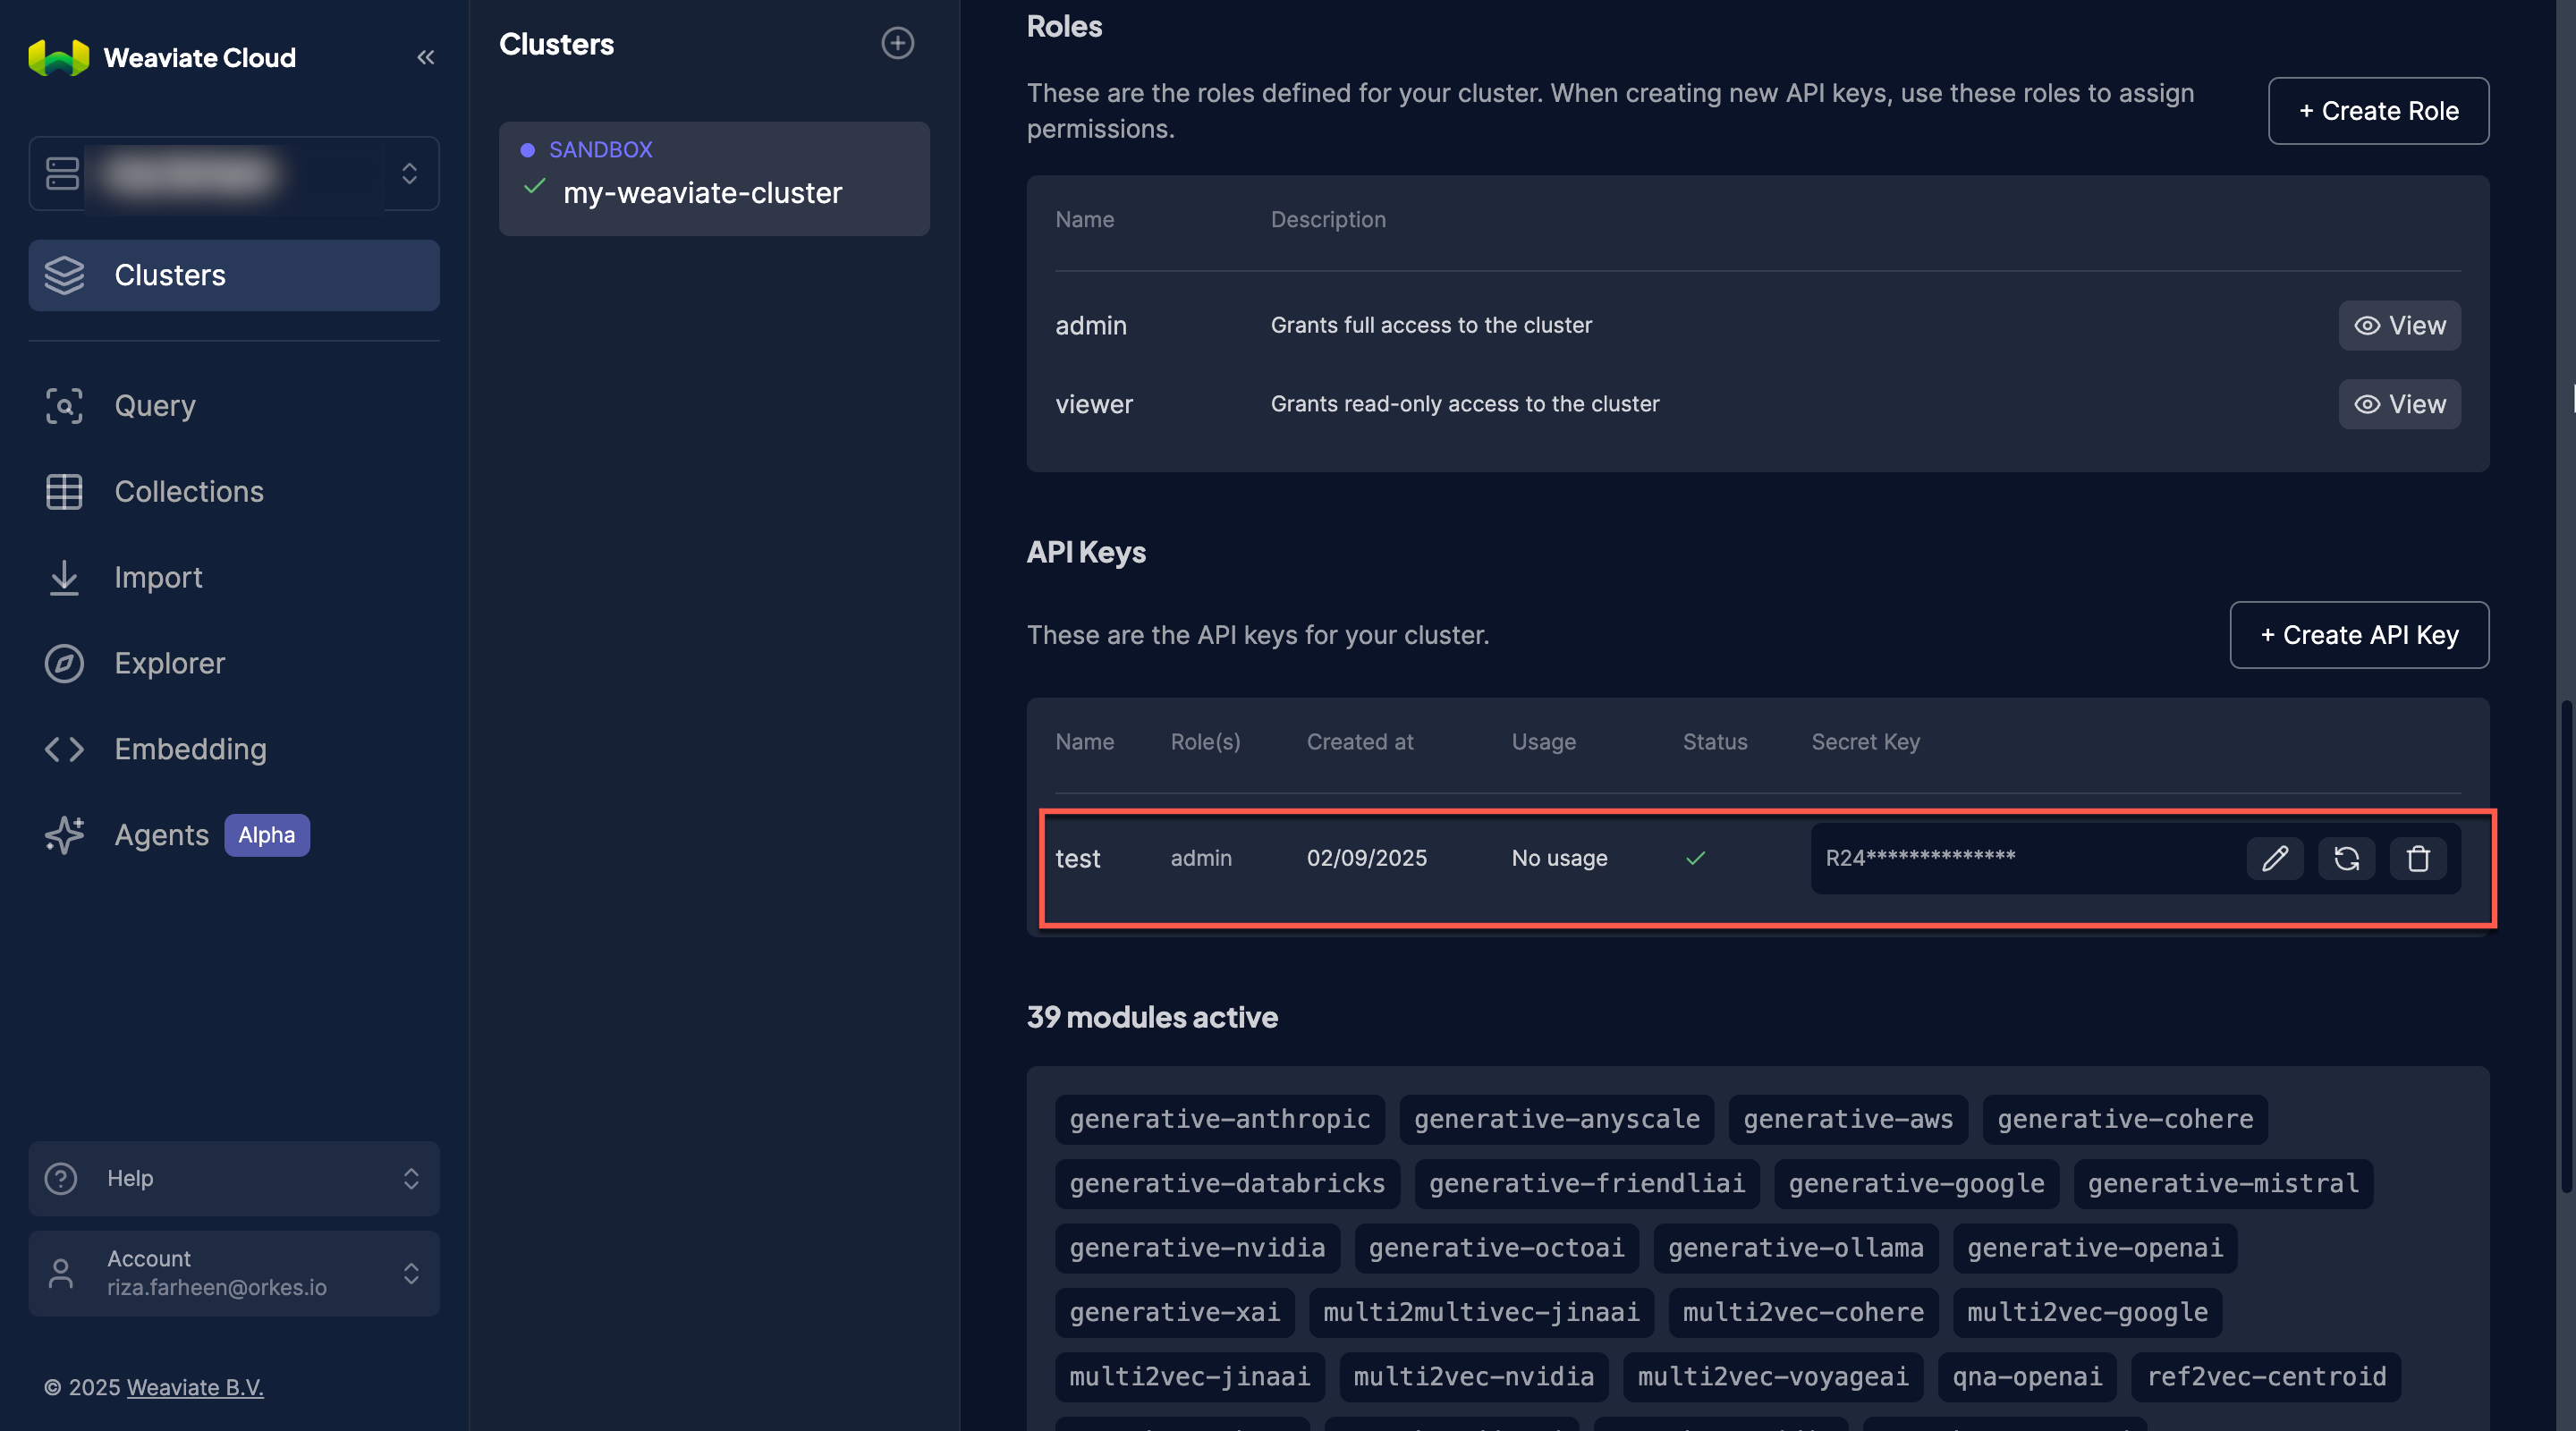 Weaviate Cloud
Clusters
Query
Collections
Import
Explorer
Embedding
Agents Alpha
Help
Account
riza.farheen@orkes.io
© 2025 Weaviate B.V.
Clusters
SANDBOX
my-weaviate-cluster
Roles
These are the roles defined for your cluster. When creating new API keys, use these roles to assign
permissions.
+ Create Role
Name Description
admin Grants full access to the cluster View
viewer Grants read-only access to the cluster View
API Keys
These are the API keys for your cluster.
+ Create API Key
Name Role(s) Created at Usage Status Secret Key
test admin 02/09/2025 No usage R24**************
39 modules active
generative-anthropic generative-anyscale generative-aws generative-cohere
generative-databricks generative-friendliai generative-google generative-mistral
generative-nvidia generative-octoai generative-ollama generative-openai
generative-xai multi2multivec-jinaai multi2vec-cohere multi2vec-google
multi2vec-jinaai multi2vec-nvidia multi2vec-voyageai qna-openai ref2vec-centroid